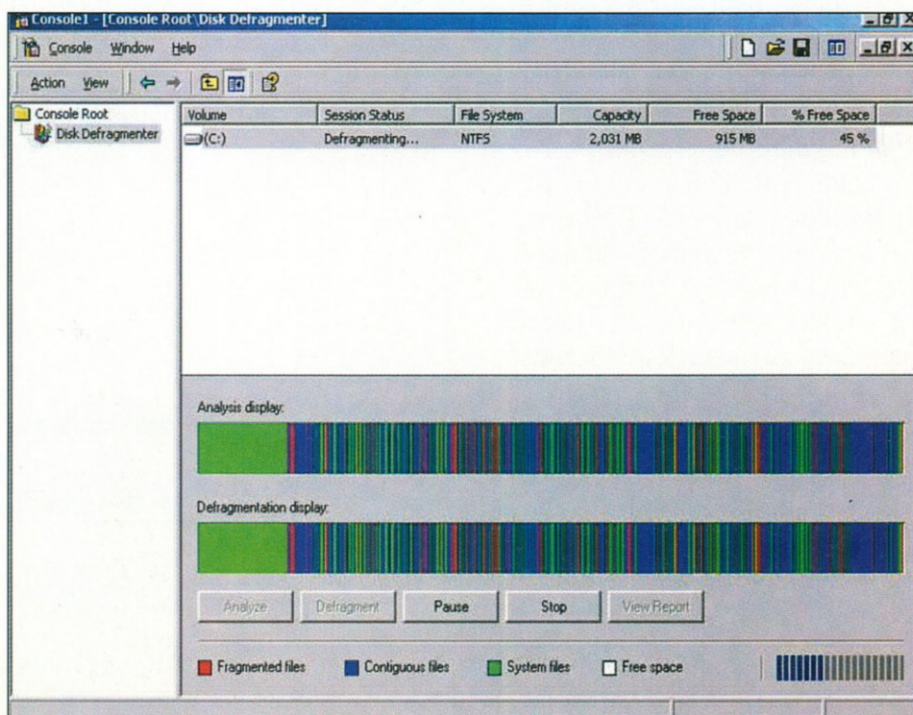 Console1 - [Console Root\Disk Defragmenter]
Console Window Help
Action View
Console Root
Disk Defragmenter
Volume Session Status File System Capacity Free Space % Free Space
(C:) Defragmenting... NTFS 2,031 MB 915 MB 45 %
Analysis display:
Defragmentation display:
Analyze Defragment Pause Stop View Report
Fragmented files Contiguous files System files Free space